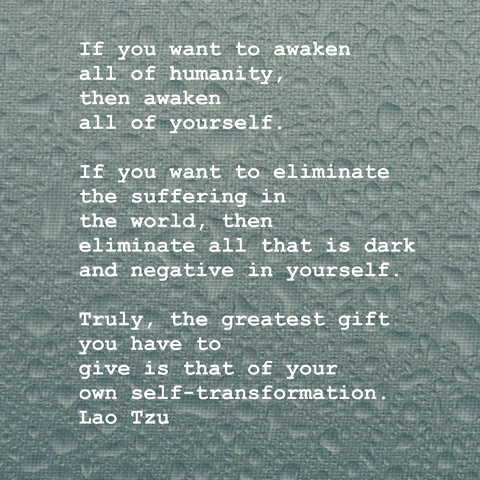 If you want to awaken
all of humanity,
then awaken
all of yourself.
If you want to eliminate
the suffering in
the world, then
eliminate all that is dark
and negative in yourself.
Truly, the greatest gift
you have to
give is that of your
own self-transformation.
Lao Tzu